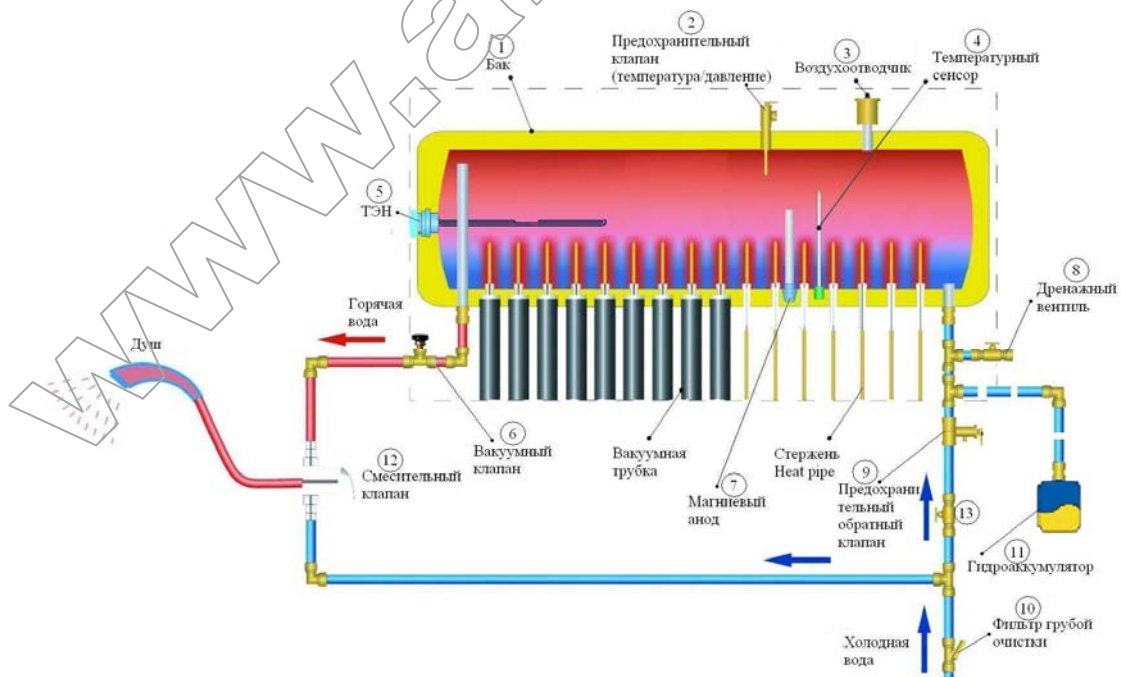 www.a
1
Бак
2
Предохранительный
клапан
(температура/давление)
3
Воздухоотводчик
4
Температурный
сенсор
5
ТЭН
Горячая
вода
Душ
8
Дренажный
вентиль
6
Вакуумный
клапан
Вакуумная
трубка
7
Магниевый
анод
Стержень
Heat pipe
9
Предохрани
тельный
обратный
клапан
12
Смесительный
клапан
13
11
Гидроаккумулятор
10
Фильтр грубой
очистки
Холодная
вода